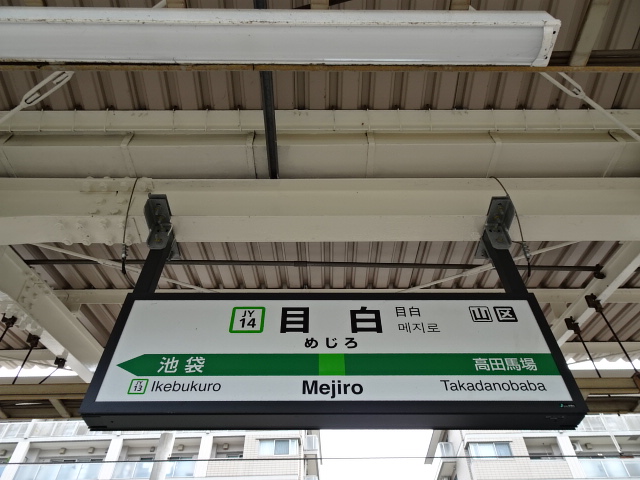 JY
14
目白
目白
메지로
山区
めじろ
池袋
高田馬場
JY
13
Ikebukuro
Mejiro
Takadanobaba